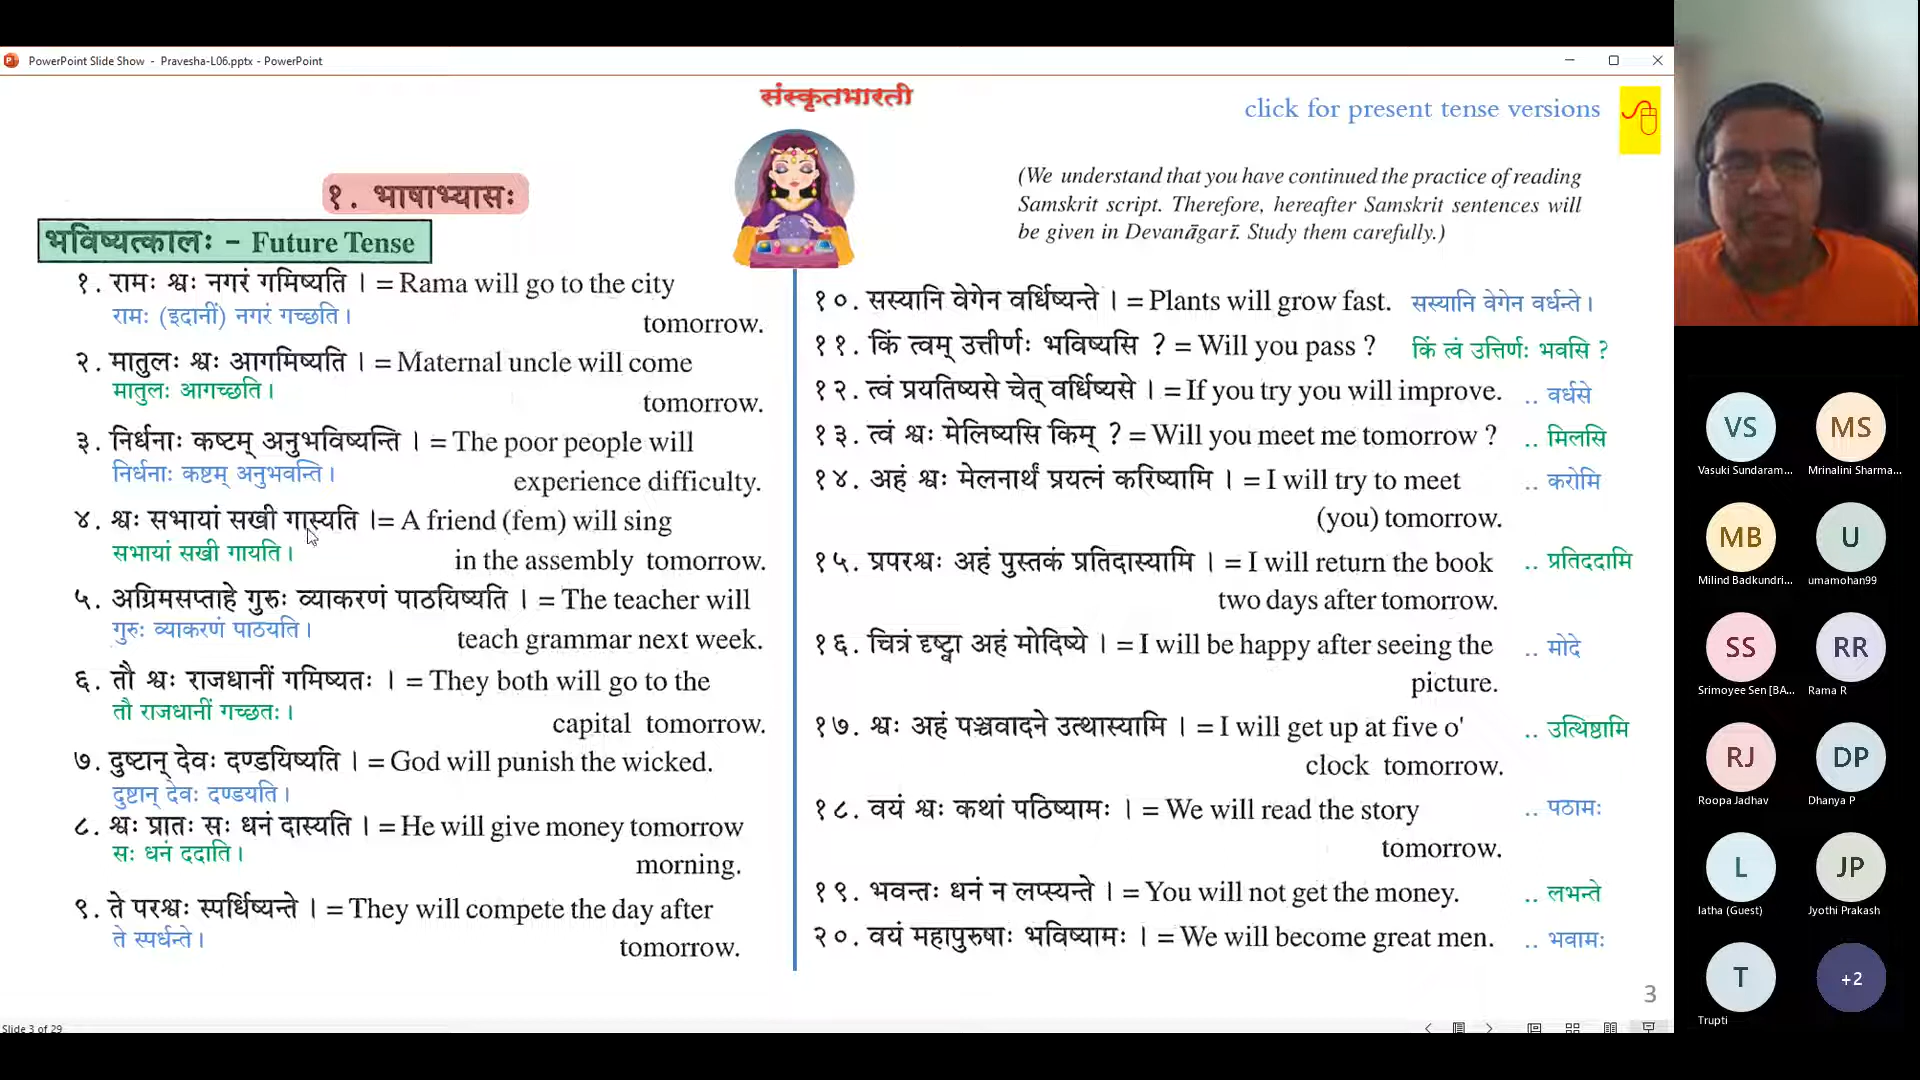 PowerPoint Slide Show - Pravesha-L06.pptx - PowerPoint
संस्कृतभारती
click for present tense versions
१. भाषाभ्यासः
भविष्यत्कालः – Future Tense
(We understand that you have continued the practice of reading
Samskrit script. Therefore, hereafter Samskrit sentences will
be given in Devanāgarī. Study them carefully.)
१. रामः श्वः नगरं गमिष्यति । = Rama will go to the city
रामः (इदानीं) नगरं गच्छति।
tomorrow.
२. मातुलः श्वः आगमिष्यति । = Maternal uncle will come
मातुलः आगच्छति।
tomorrow.
३. निर्धनाः कष्टम् अनुभविष्यन्ति । = The poor people will
निर्धनाः कष्टम् अनुभवन्ति।
experience difficulty.
४. श्वः सभायां सखी गास्यति ।= A friend (fem) will sing
सभायां सखी गायति।
in the assembly tomorrow.
५. अग्रिमसप्ताहे गुरुः व्याकरणं पाठयिष्यति । = The teacher will
गुरुः व्याकरणं पाठयति।
teach grammar next week.
६. तौ श्वः राजधानीं गमिष्यतः । = They both will go to the
तौ राजधानीं गच्छतः।
capital tomorrow.
७. दुष्टान् देवः दण्डयिष्यति । = God will punish the wicked.
दुष्टान् देवः दण्डयति।
८. श्वः प्रातः सः धनं दास्यति । = He will give money tomorrow
सः धनं ददाति।
morning.
९. ते परश्वः स्पर्धिष्यन्ते । = They will compete the day after
ते स्पर्धन्ते।
tomorrow.
१०. सस्यानि वेगेन वर्धिष्यन्ते । = Plants will grow fast. सस्यानि वेगेन वर्धन्ते।
११. किं त्वम् उत्तीर्णः भविष्यसि ? = Will you pass ? किं त्वं उत्तिर्णः भवसि ?
१२. त्वं प्रयतिष्यसे चेत् वर्धिष्यसे । = If you try you will improve. .. वर्धसे
१३. त्वं श्वः मेलिष्यसि किम् ? = Will you meet me tomorrow ? .. मिलसि
१४. अहं श्वः मेलनार्थं प्रयत्नं करिष्यामि । = I will try to meet .. करोमि
(you) tomorrow.
१५. प्रपरश्वः अहं पुस्तकं प्रतिदास्यामि । = I will return the book .. प्रतिददामि
two days after tomorrow.
१६. चित्रं दृष्ट्वा अहं मोदिष्ये । = I will be happy after seeing the .. मोदे
picture.
१७. श्वः अहं पञ्चवादने उत्थास्यामि । = I will get up at five o' .. उत्थिष्ठामि
clock tomorrow.
१८. वयं श्वः कथां पठिष्यामः । = We will read the story .. पठामः
tomorrow.
१९. भवन्तः धनं न लप्स्यन्ते । = You will not get the money. .. लभन्ते
२०. वयं महापुरुषाः भविष्यामः । = We will become great men. .. भवामः
3
Slide 3 of 29
VS
Vasuki Sundaram...
MS
Mrinalini Sharma...
MB
Milind Badkundri...
U
umamohan99
SS
Srimoyee Sen [BA...
RR
Rama R
RJ
Roopa Jadhav
DP
Dhanya P
L
latha (Guest)
JP
Jyothi Prakash
T
Trupti
+2